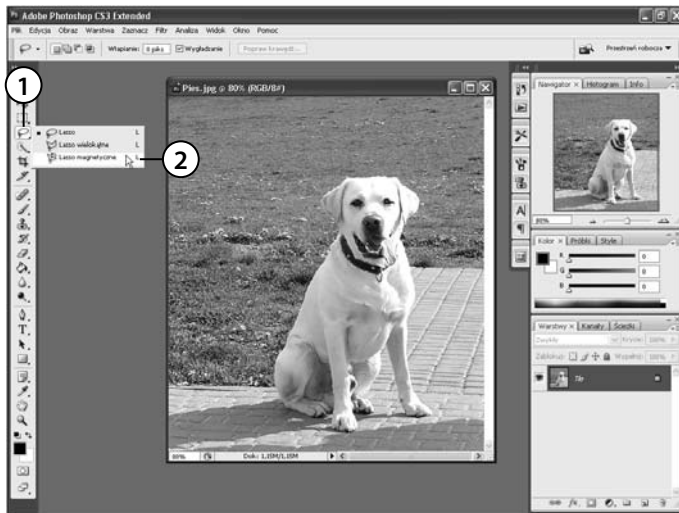 Adobe Photoshop CS3 Extended
Plik Edycja Obraz Warstwa Zaznacz Filtr Analiza Widok Okno Pomoc
Wtapianie: 0 piks Wygładzanie Popraw krawędź... Przestrzeń robocza
1
Pies.jpg @ 80% (RGB/8#)
Nawigator × Histogram Info
Lasso L
Lasso wielokątne L
Lasso magnetyczne L
2
80%
Kolor × Próbki Style
R 0
G 0
B 0
Warstwy × Kanały Ścieżki
Zwykły Krycie: 100%
Zablokuj: Wypełn.: 100%
Tło
80% Dok: 1,15M/1,15M